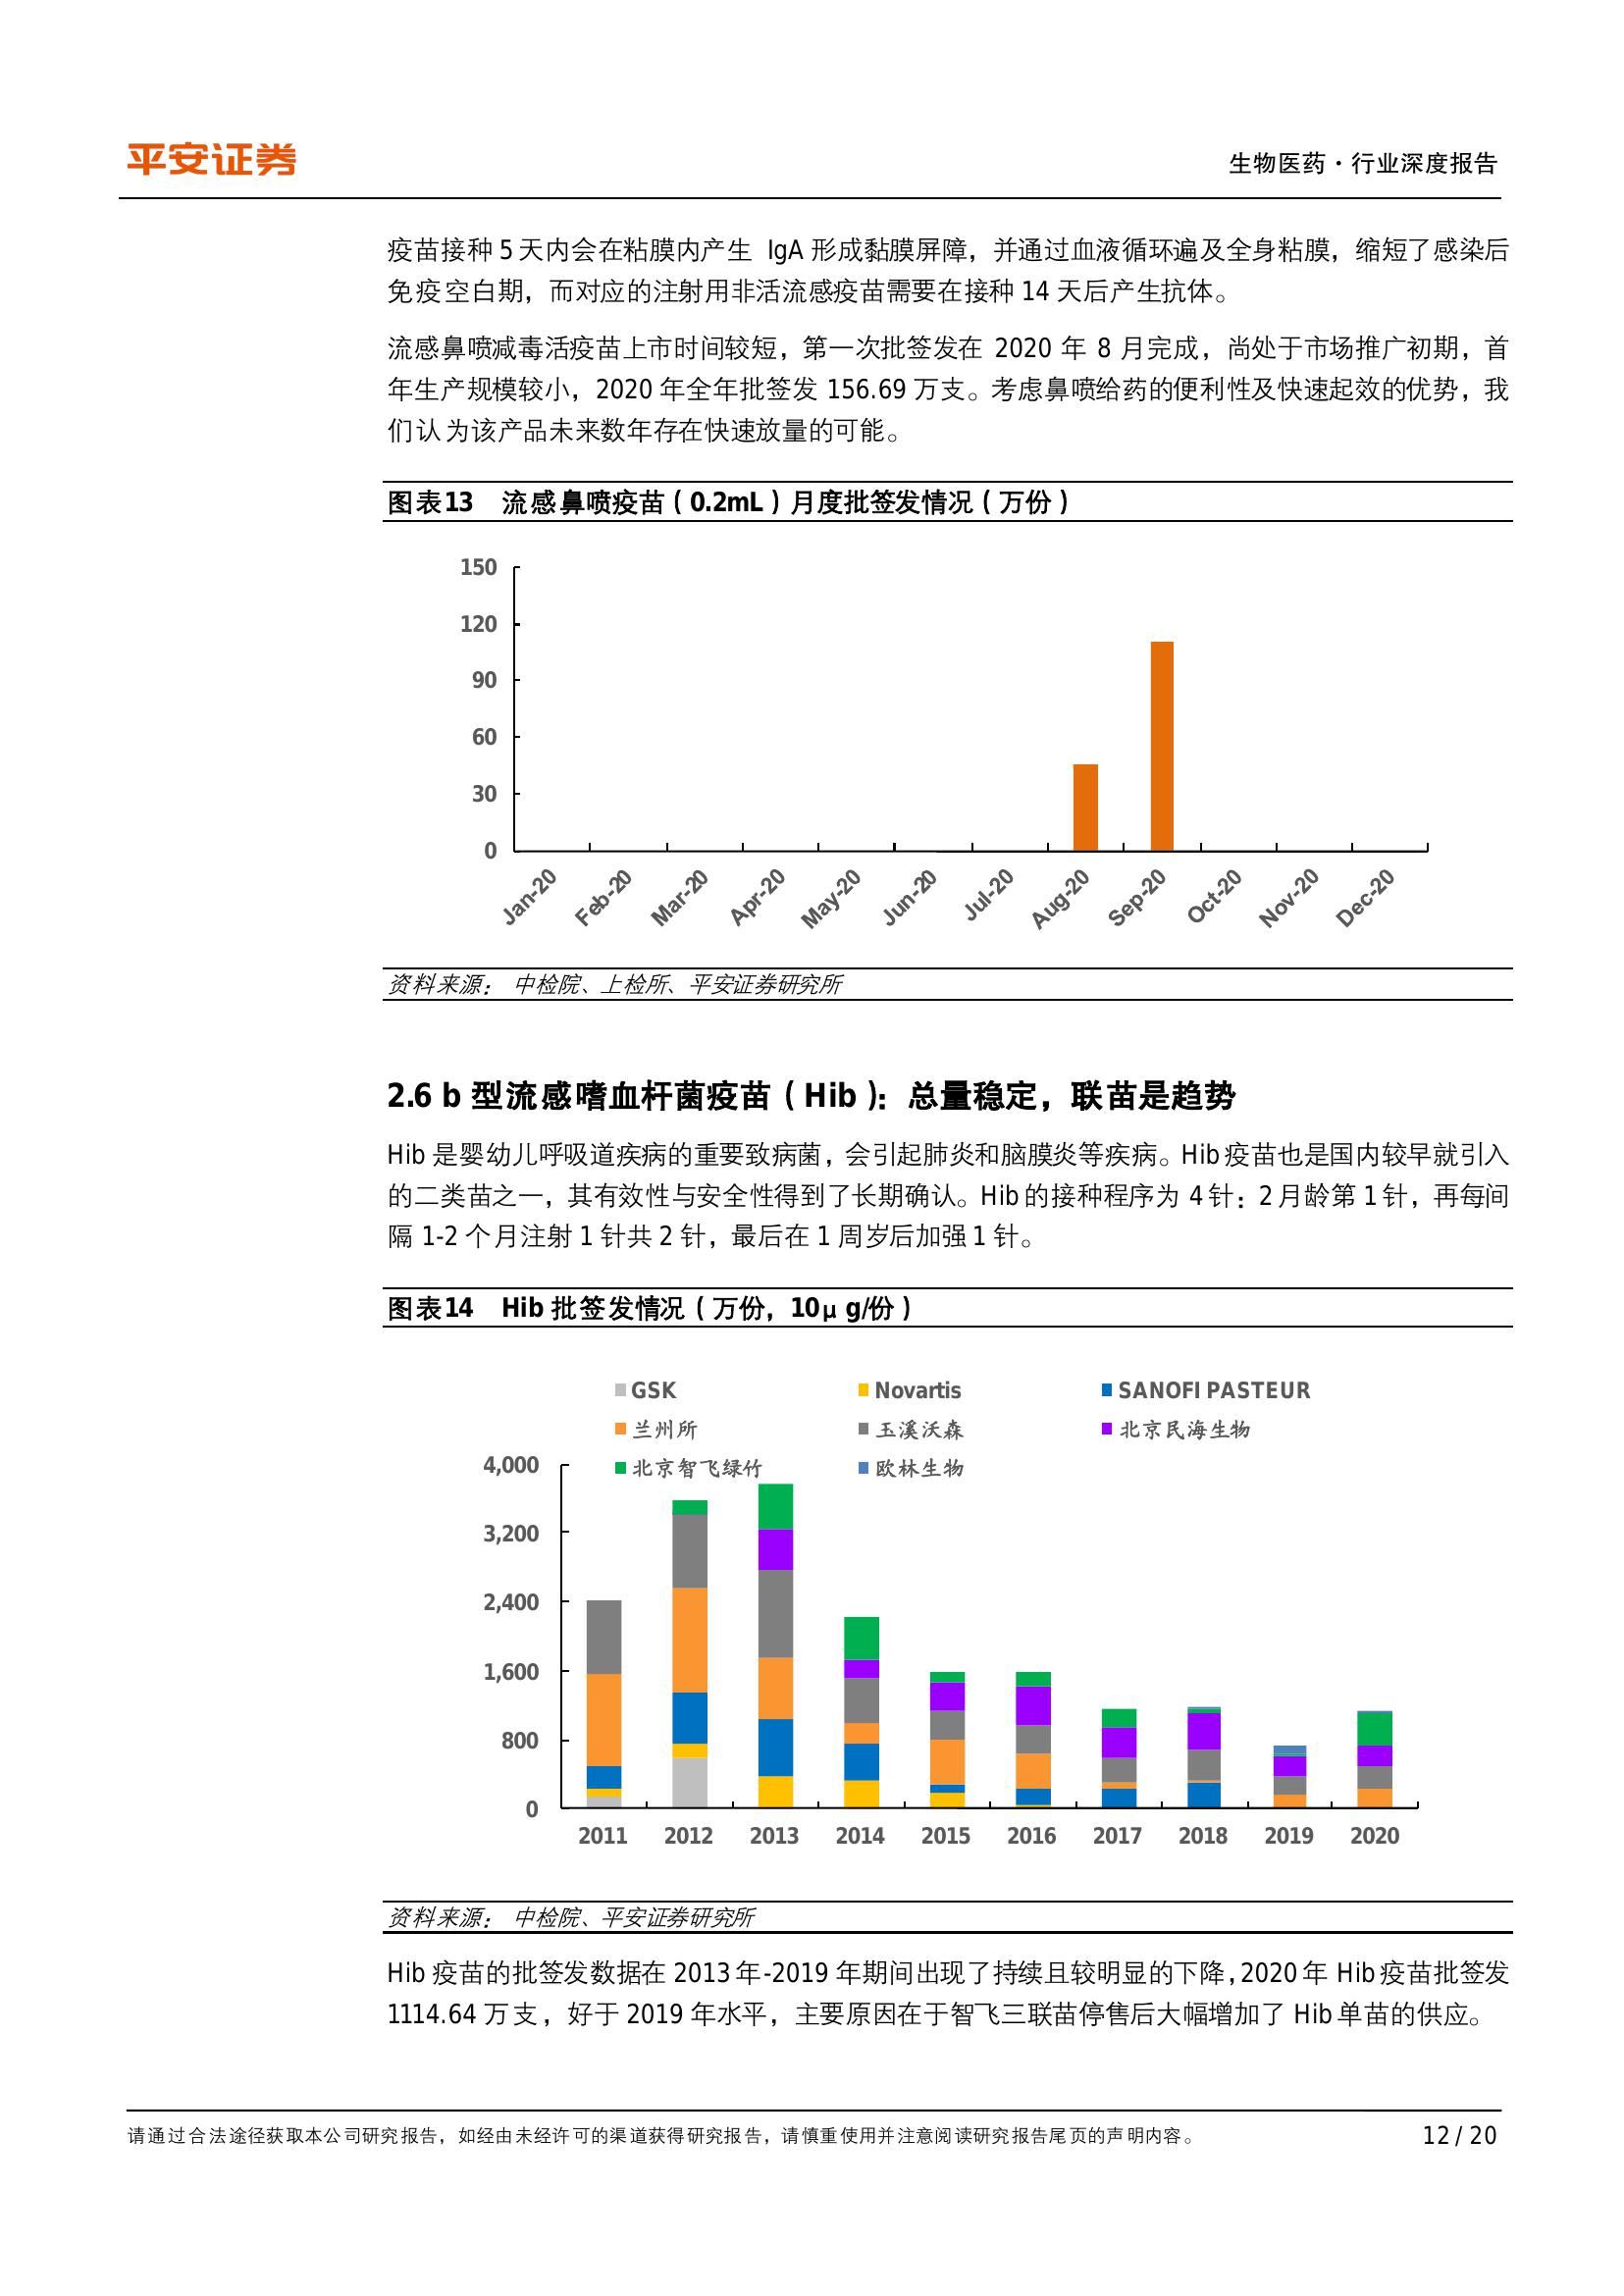 平安证券
生物医药·行业深度报告
疫苗接种 5 天内会在粘膜内产生 IgA 形成黏膜屏障，并通过血液循环遍及全身粘膜，缩短了感染后
免疫空白期，而对应的注射用非活流感疫苗需要在接种 14 天后产生抗体。
流感鼻喷减毒活疫苗上市时间较短，第一次批签发在 2020 年 8 月完成，尚处于市场推广初期，首
年生产规模较小，2020 年全年批签发 156.69 万支。考虑鼻喷给药的便利性及快速起效的优势，我
们认为该产品未来数年存在快速放量的可能。
图表13 流感鼻喷疫苗（0.2mL）月度批签发情况（万份）
150
120
90
60
30
0
Jan-20 Feb-20 Mar-20 Apr-20 May-20 Jun-20 Jul-20 Aug-20 Sep-20 Oct-20 Nov-20 Dec-20
资料来源： 中检院、上检所、平安证券研究所
2.6 b 型流感嗜血杆菌疫苗（Hib）：总量稳定，联苗是趋势
Hib 是婴幼儿呼吸道疾病的重要致病菌，会引起肺炎和脑膜炎等疾病。Hib 疫苗也是国内较早就引入
的二类苗之一，其有效性与安全性得到了长期确认。Hib 的接种程序为 4 针：2 月龄第 1 针，再每间
隔 1-2 个月注射 1 针共 2 针，最后在 1 周岁后加强 1 针。
图表14 Hib 批签发情况（万份，10μg/份）
GSK Novartis SANOFI PASTEUR
兰州所 玉溪沃森 北京民海生物
北京智飞绿竹 欧林生物
4,000
3,200
2,400
1,600
800
0
2011 2012 2013 2014 2015 2016 2017 2018 2019 2020
资料来源： 中检院、平安证券研究所
Hib 疫苗的批签发数据在 2013 年-2019 年期间出现了持续且较明显的下降，2020 年 Hib 疫苗批签发
1114.64 万支，好于 2019 年水平，主要原因在于智飞三联苗停售后大幅增加了 Hib 单苗的供应。
请通过合法途径获取本公司研究报告，如经由未经许可的渠道获得研究报告，请慎重使用并注意阅读研究报告尾页的声明内容。
12 / 20